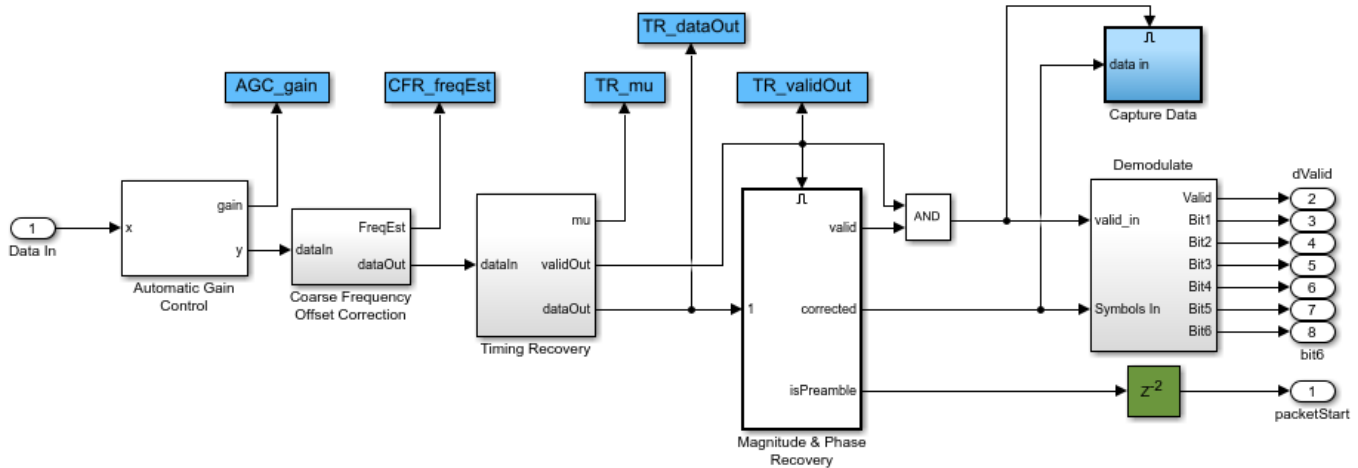 TR_dataOut
AGC_gain
CFR_freqEst
TR_mu
TR_validOut
data in
Capture Data
Demodulate
dValid
1
Data In
x
gain
y
Automatic Gain
Control
dataIn
FreqEst
dataOut
Coarse Frequency
Offset Correction
dataIn
mu
validOut
dataOut
Timing Recovery
1
valid
corrected
isPreamble
Magnitude & Phase
Recovery
AND
valid_in
Symbols In
Valid
Bit1
Bit2
Bit3
Bit4
Bit5
Bit6
2
3
4
5
6
7
8
bit6
Z-2
1
packetStart